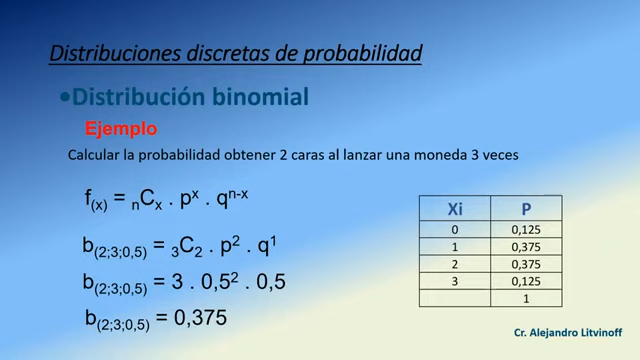 Distribuciones discretas de probabilidad
•Distribución binomial
Ejemplo
Calcular la probabilidad obtener 2 caras al lanzar una moneda 3 veces
f(x) = nCx . pˣ . qⁿ⁻ˣ
b(2;3;0,5) = ₃C₂ . p² . q¹
b(2;3;0,5) = 3 . 0,5² . 0,5
b(2;3;0,5) = 0,375
Xi P
0 0,125
1 0,375
2 0,375
3 0,125
1
Cr. Alejandro Litvinoff